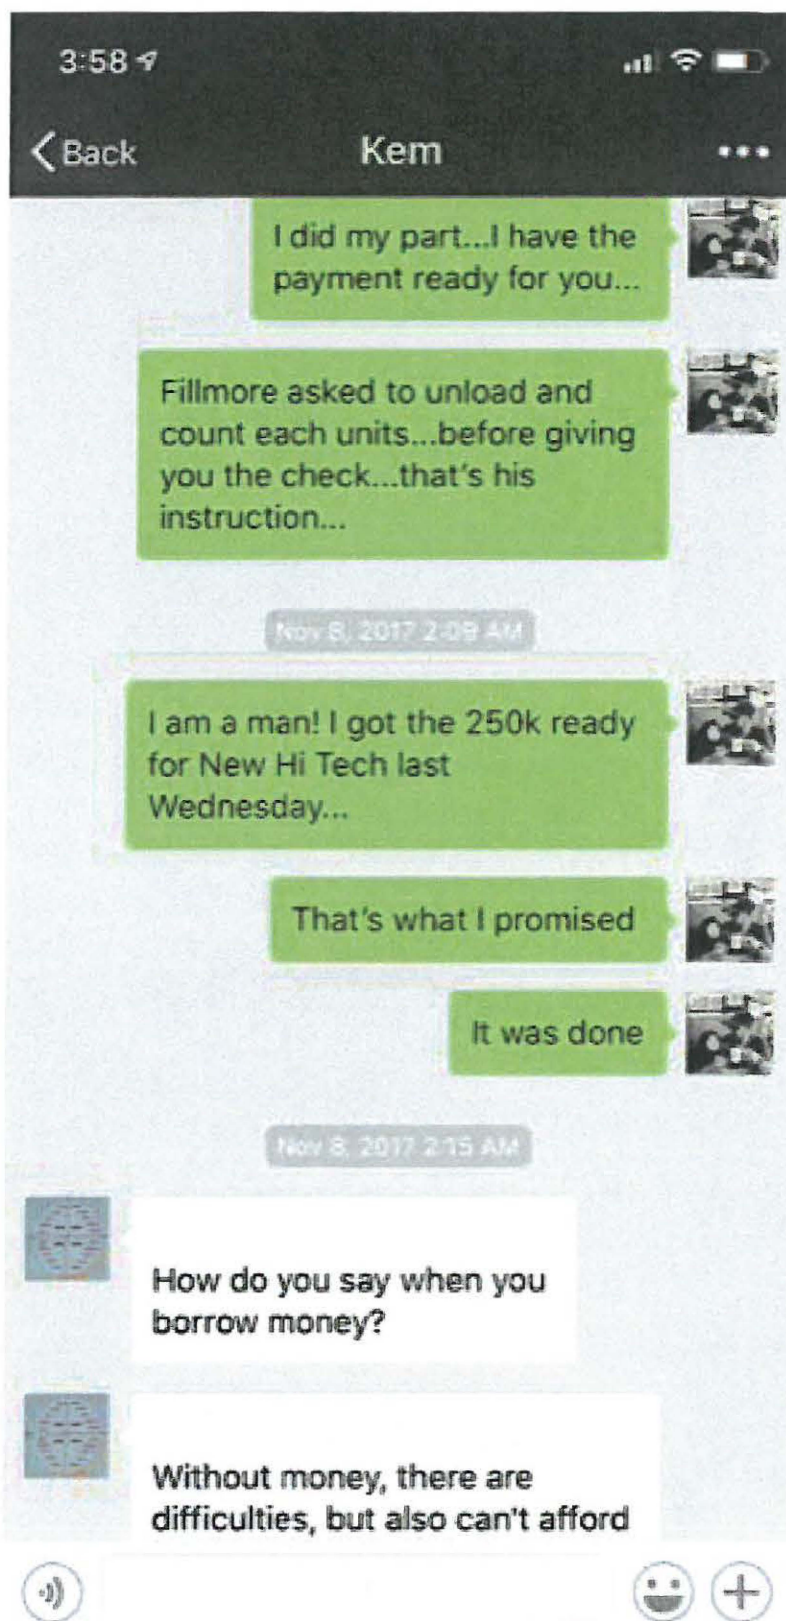 3:58
Back
Kem
I did my part...I have the
payment ready for you...
Fillmore asked to unload and
count each units...before giving
you the check...that's his
instruction...
Nov 8, 2017 2:09 AM
I am a man! I got the 250k ready
for New Hi Tech last
Wednesday...
That's what I promised
It was done
Nov 8, 2017 2:15 AM
How do you say when you
borrow money?
Without money, there are
difficulties, but also can't afford